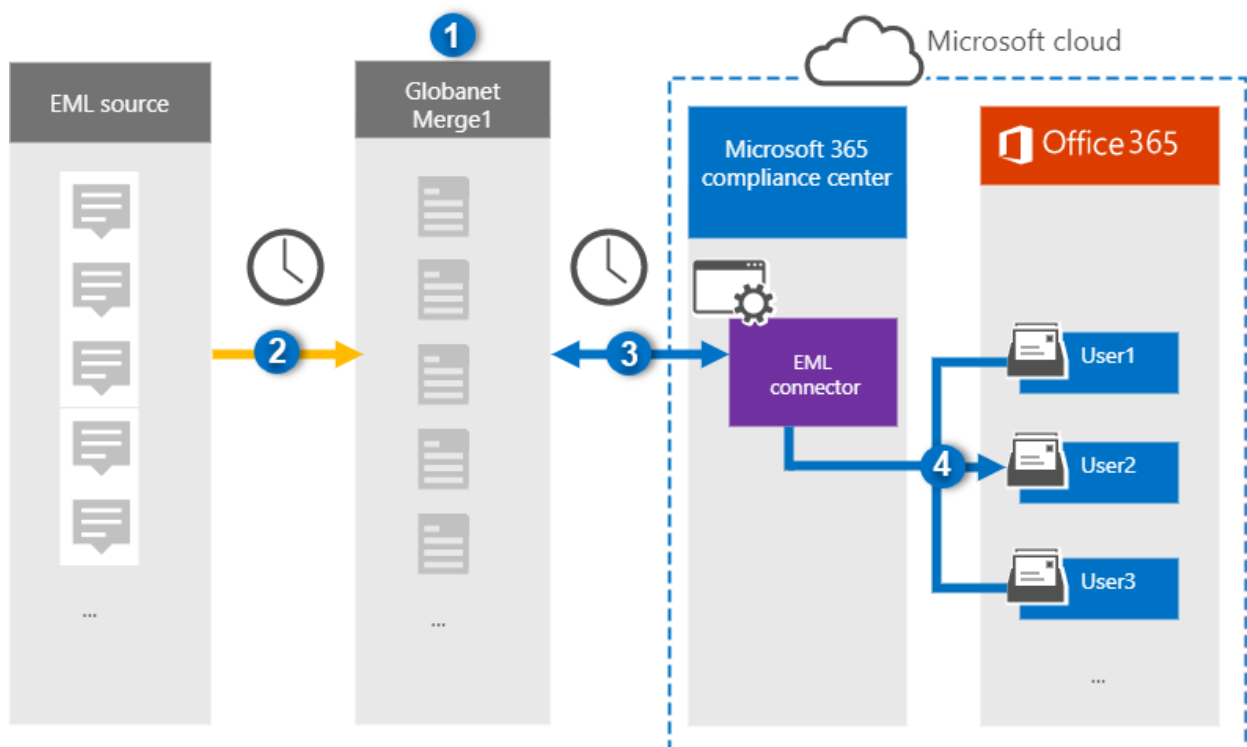 1
Microsoft cloud
EML source
Globanet
Merge1
Microsoft 365
compliance center
Office 365
2
3
EML
connector
4
User1
User2
User3
...
...
...